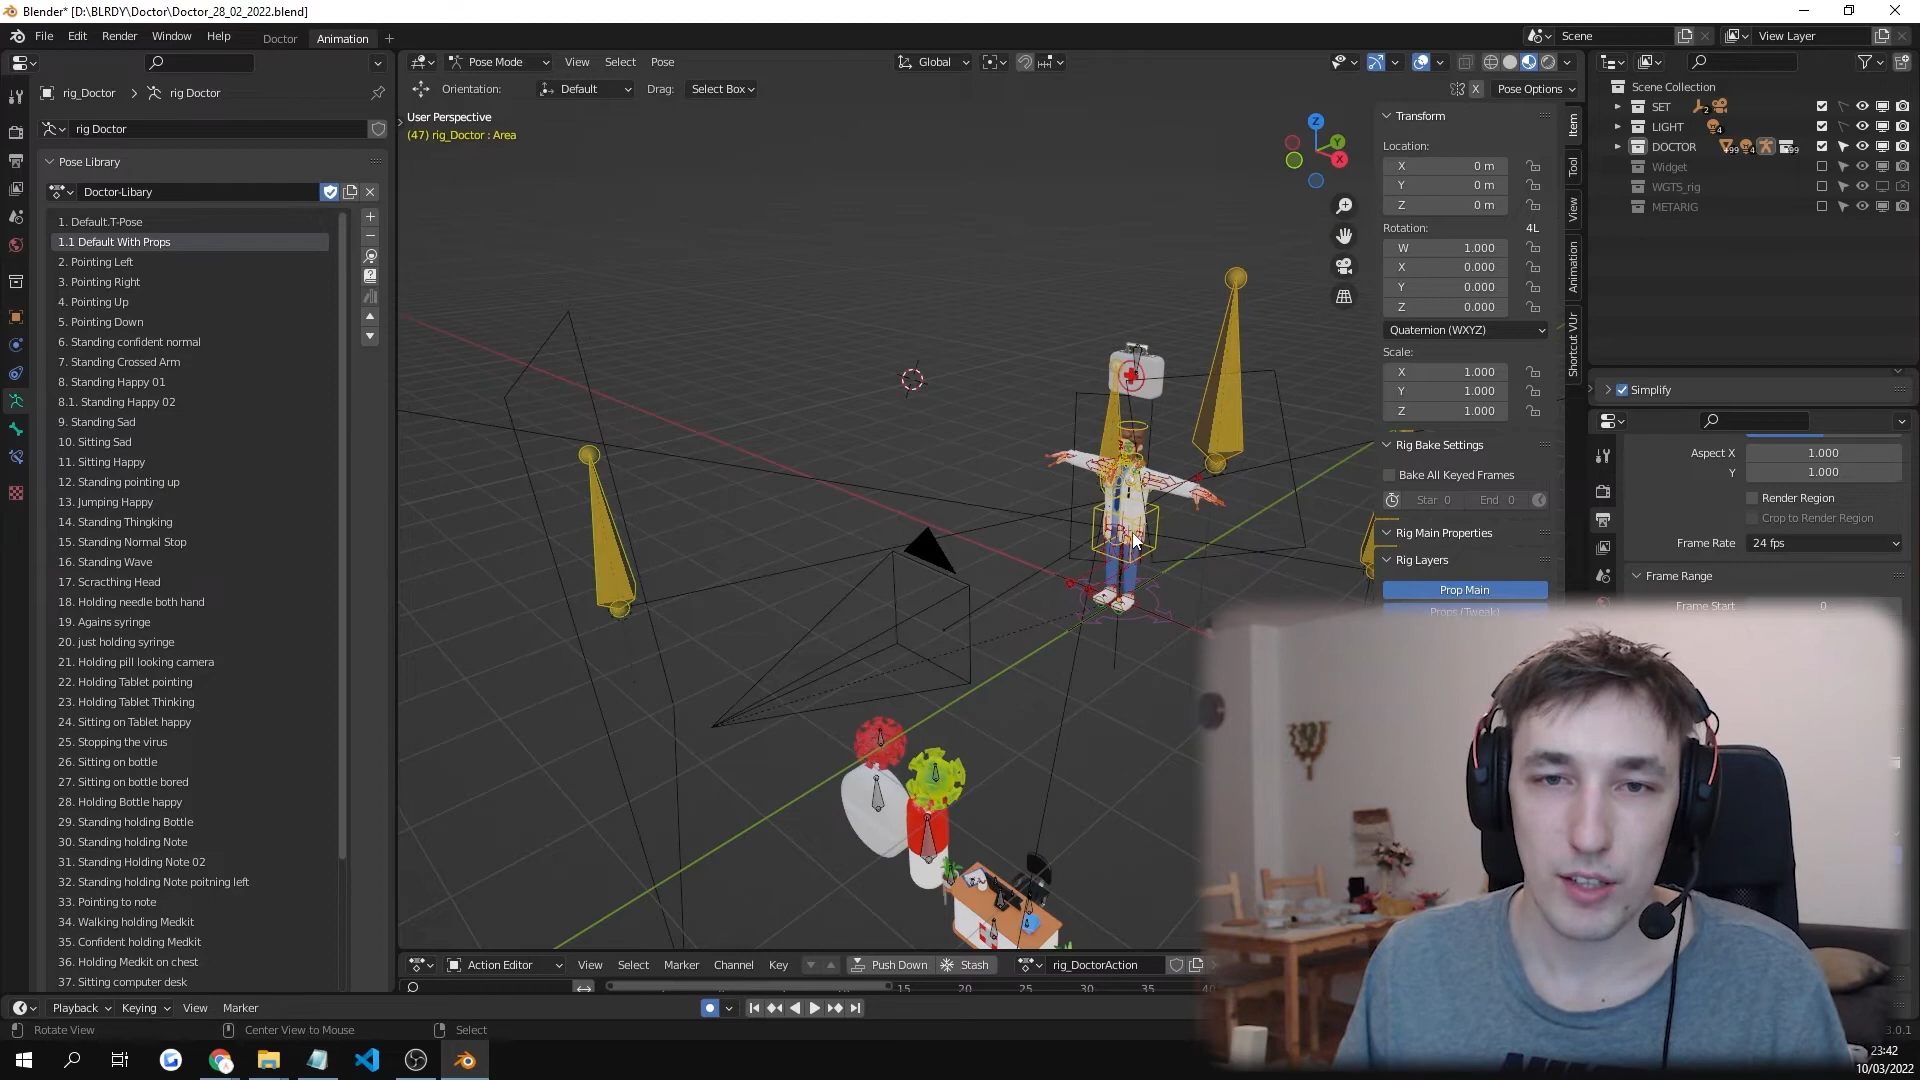 Blender* [D:\BLRDY\Doctor\Doctor_28_02_2022.blend]
File Edit Render Window Help Doctor Animation +
Scene View Layer
Pose Mode View Select Pose Global
rig_Doctor > rig Doctor
Orientation: Default Drag: Select Box X Pose Options
rig Doctor
User Perspective
(47) rig_Doctor : Area
Pose Library
Doctor-Libary
1. Default.T-Pose
1.1 Default With Props
2. Pointing Left
3. Pointing Right
4. Pointing Up
5. Pointing Down
6. Standing confident normal
7. Standing Crossed Arm
8. Standing Happy 01
8.1. Standing Happy 02
9. Standing Sad
10. Sitting Sad
11. Sitting Happy
12. Standing pointing up
13. Jumping Happy
14. Standing Thingking
15. Standing Normal Stop
16. Standing Wave
17. Scracthing Head
18. Holding needle both hand
19. Agains syringe
20. just holding syringe
21. Holding pill looking camera
22. Holding Tablet pointing
23. Holding Tablet Thinking
24. Sitting on Tablet happy
25. Stopping the virus
26. Sitting on bottle
27. Sitting on bottle bored
28. Holding Bottle happy
29. Standing holding Bottle
30. Standing holding Note
31. Standing Holding Note 02
32. Standing holding Note poitning left
33. Pointing to note
34. Walking holding Medkit
35. Confident holding Medkit
36. Holding Medkit on chest
37. Sitting computer desk
Z
Y
X
Transform
Location:
X 0 m
Y 0 m
Z 0 m
Rotation: 4L
W 1.000
X 0.000
Y 0.000
Z 0.000
Quaternion (WXYZ)
Scale:
X 1.000
Y 1.000
Z 1.000
Rig Bake Settings
Bake All Keyed Frames
Star 0 End 0
Rig Main Properties
Rig Layers
Prop Main
Props (Tweak)
Item
Tool
View
Animation
Shortcut VUr
Scene Collection
SET 2
LIGHT 4
DOCTOR 99 4 99
Widget
WGTS_rig
METARIG
Simplify
Aspect X 1.000
Y 1.000
Render Region
Crop to Render Region
Frame Rate 24 fps
Frame Range
Frame Start 0
Action Editor View Select Marker Channel Key Push Down Stash rig_DoctorAction
15 20 25 30 35 40
Playback Keying View Marker
Rotate View Center View to Mouse Select
3.0.1
23:42
10/03/2022